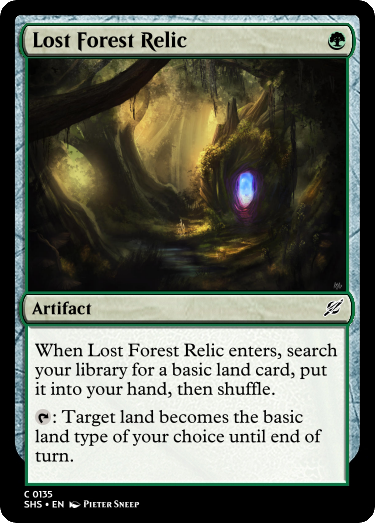 Lost Forest Relic
Artifact
When Lost Forest Relic enters, search
your library for a basic land card, put
it into your hand, then shuffle.
: Target land becomes the basic
land type of your choice until end of
turn.
C 0135
SHS • EN Pieter Sneep